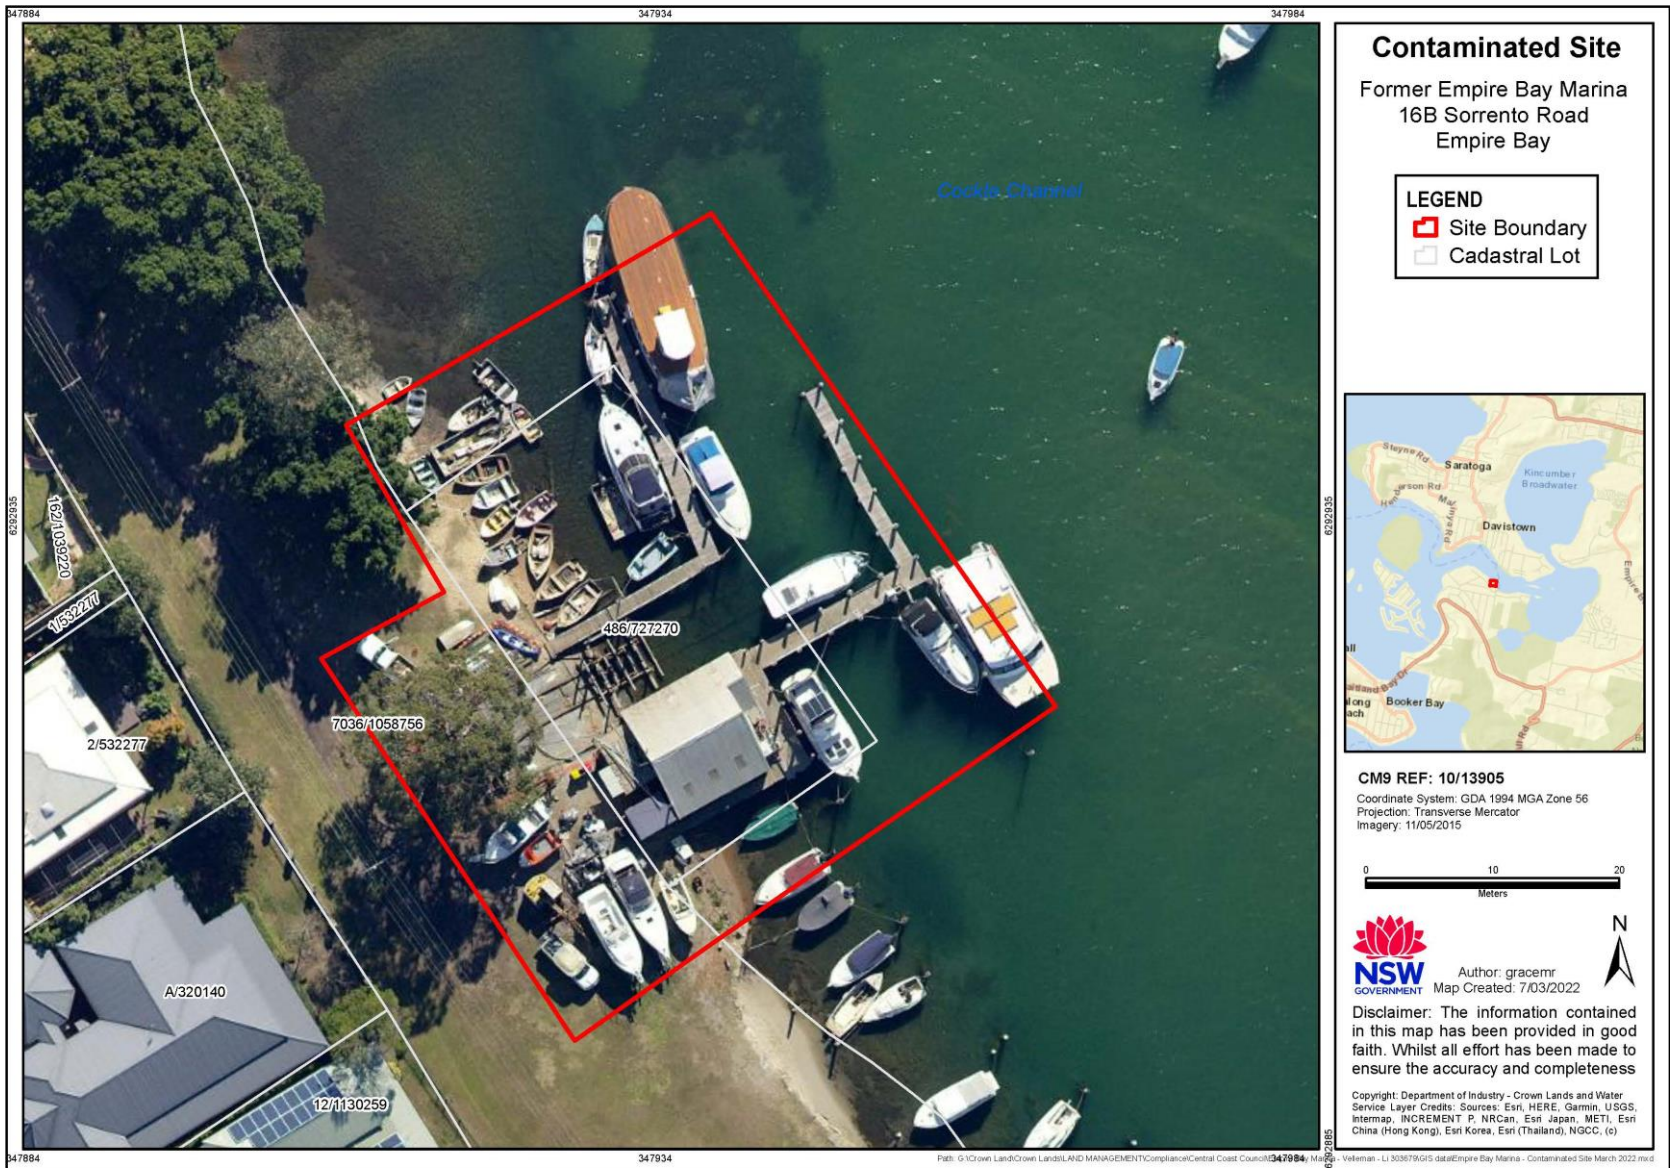 347884
347934
347984
Contaminated Site
Former Empire Bay Marina
16B Sorrento Road
Empire Bay
LEGEND
Site Boundary
Cadastral Lot
Cockle Channel
6292935
6292935
162/1039220
1/532277
2/532277
486/727270
7036/1058756
A/320140
12/1130259
Steyne Rd
Saratoga
Kincumber
Broadwater
Henderson Rd
Davistown
Booker Bay
CM9 REF: 10/13905
Coordinate System: GDA 1994 MGA Zone 56
Projection: Transverse Mercator
Imagery: 11/05/2015
0 10 20
Meters
N
NSW
GOVERNMENT
Author: gracemr
Map Created: 7/03/2022
Disclaimer: The information contained
in this map has been provided in good
faith. Whilst all effort has been made to
ensure the accuracy and completeness
Copyright: Department of Industry - Crown Lands and Water
Service Layer Credits: Sources: Esri, HERE, Garmin, USGS,
Intermap, INCREMENT P, NRCan, Esri Japan, METI, Esri
China (Hong Kong), Esri Korea, Esri (Thailand), NGCC, (c)
6292885
347884
347934
347984